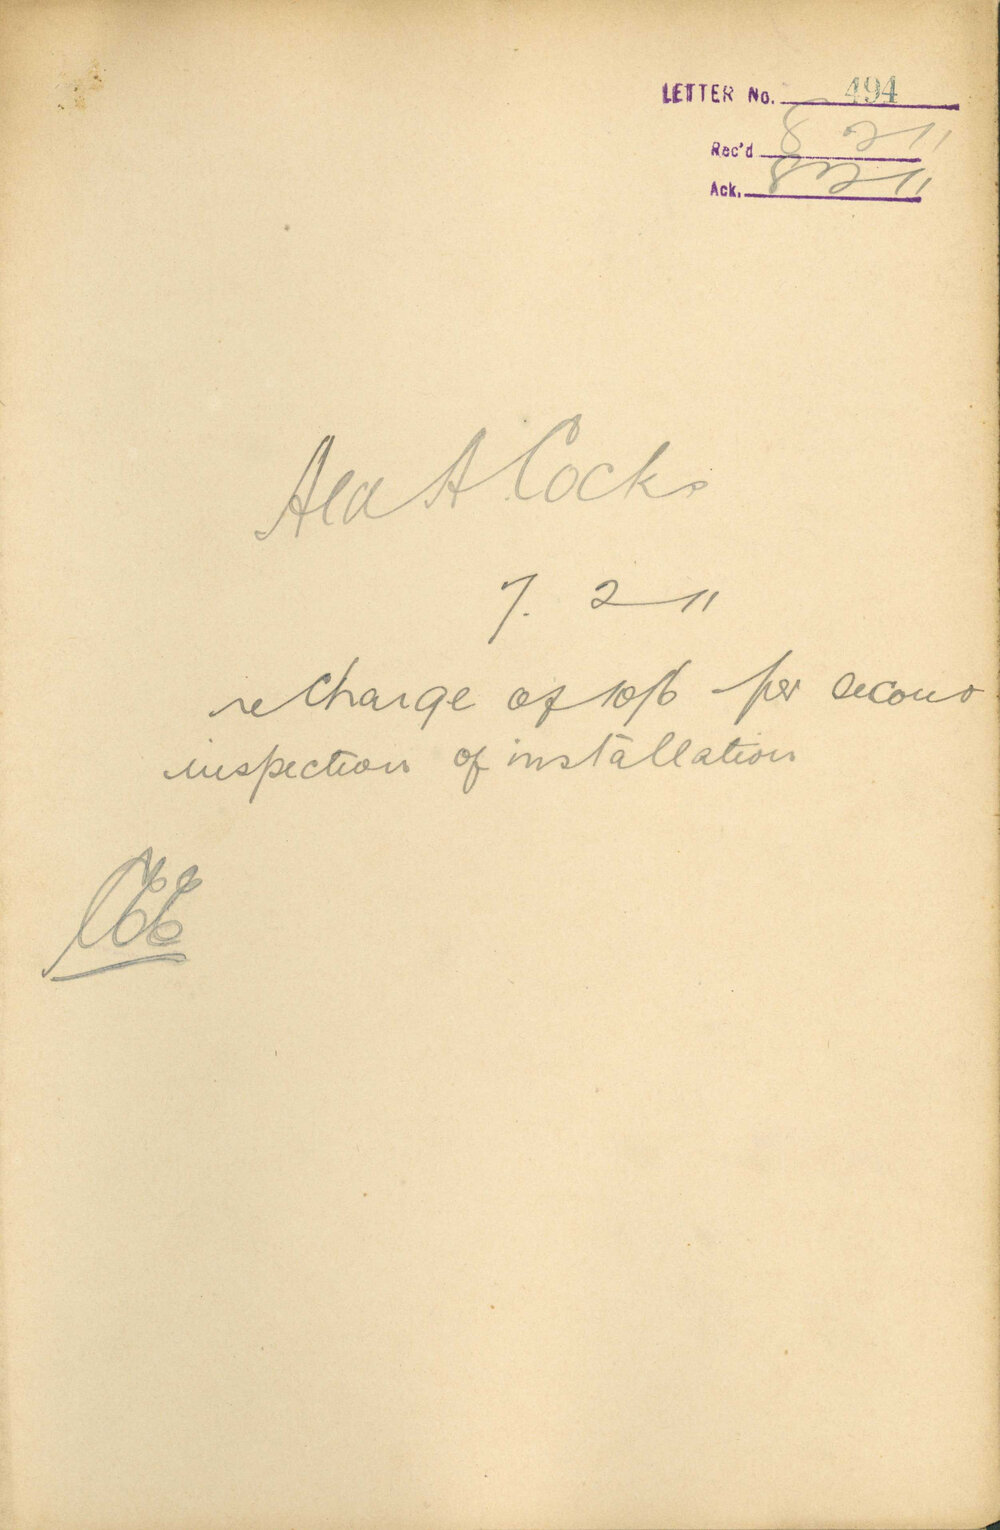 LETTER No. 494
Rec'd 8 2 11
Ack. 8 2 11
Ald A Cocks
7. 2 11
re charge of 10/6 per second
inspection of installation